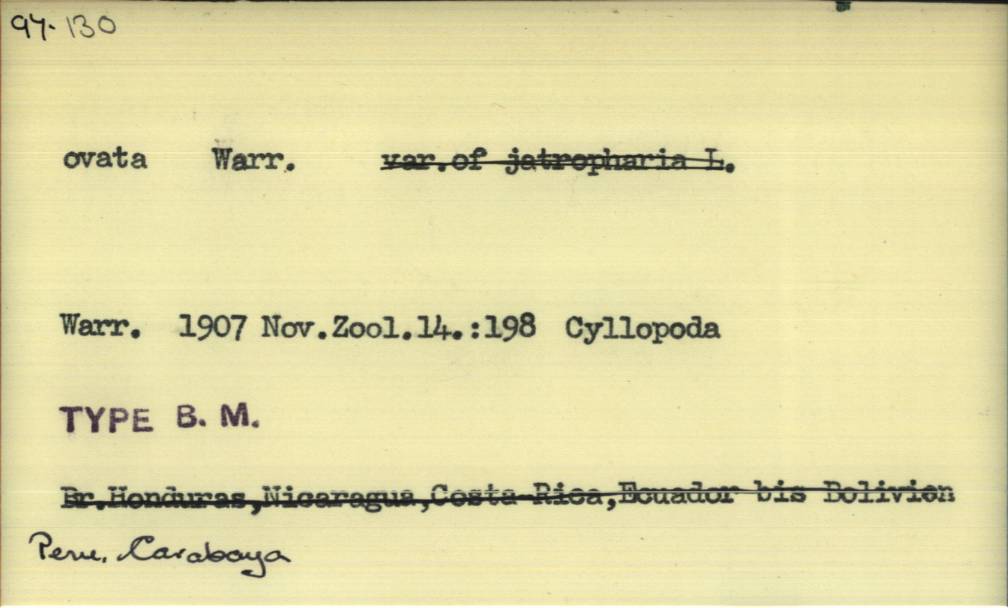 94.130
ovata Warr. var.of jatropharia L.
Warr. 1907 Nov.Zool.14.:198 Cyllopoda
TYPE B. M.
Br.Honduras,Nicaragua,Costa Rica,Ecuador bis Bolivien
Peru. Carabaya